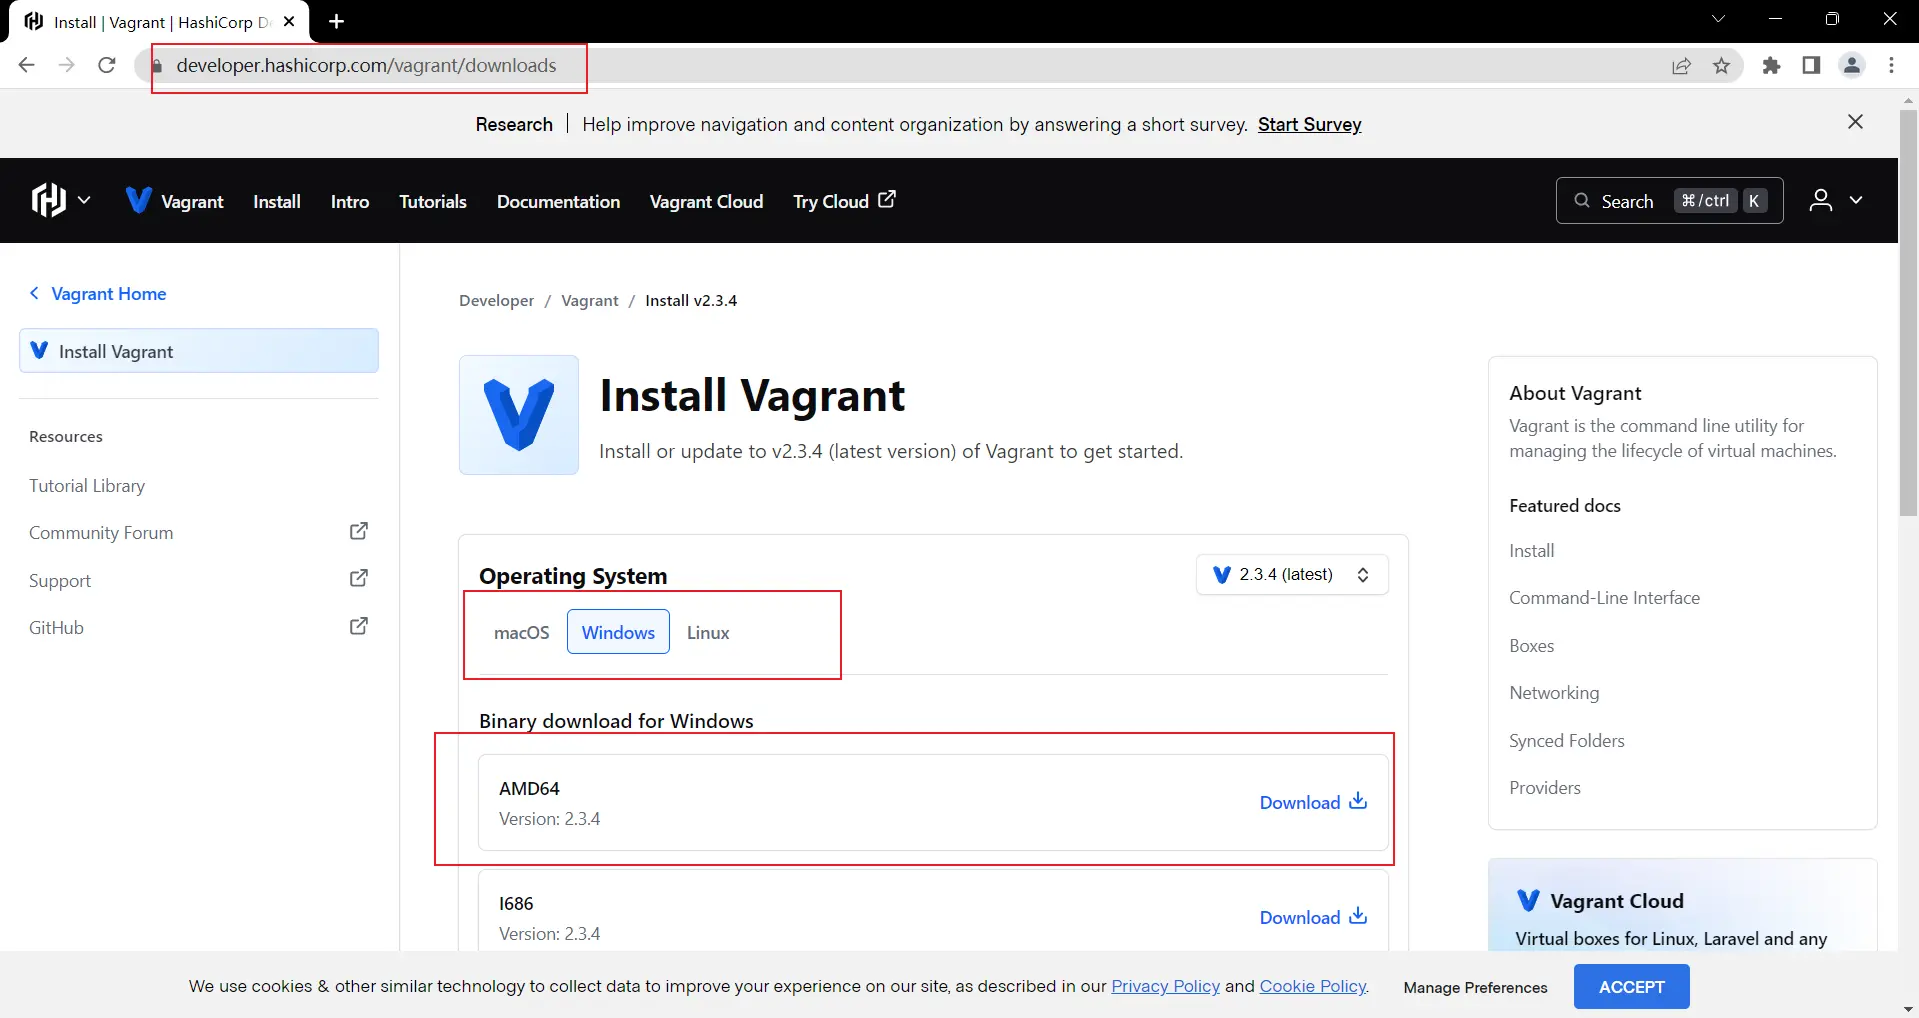 Install | Vagrant | HashiCorp D
developer.hashicorp.com/vagrant/downloads
Research | Help improve navigation and content organization by answering a short survey. Start Survey
Vagrant Install Intro Tutorials Documentation Vagrant Cloud Try Cloud Search ⌘/ctrl K
Vagrant Home
Install Vagrant
Resources
Tutorial Library
Community Forum
Support
GitHub
Developer / Vagrant / Install v2.3.4
Install Vagrant
Install or update to v2.3.4 (latest version) of Vagrant to get started.
Operating System
2.3.4 (latest)
macOS Windows Linux
Binary download for Windows
AMD64
Version: 2.3.4
Download
I686
Version: 2.3.4
Download
About Vagrant
Vagrant is the command line utility for
managing the lifecycle of virtual machines.
Featured docs
Install
Command-Line Interface
Boxes
Networking
Synced Folders
Providers
Vagrant Cloud
Virtual boxes for Linux, Laravel and any
We use cookies & other similar technology to collect data to improve your experience on our site, as described in our Privacy Policy and Cookie Policy. Manage Preferences ACCEPT